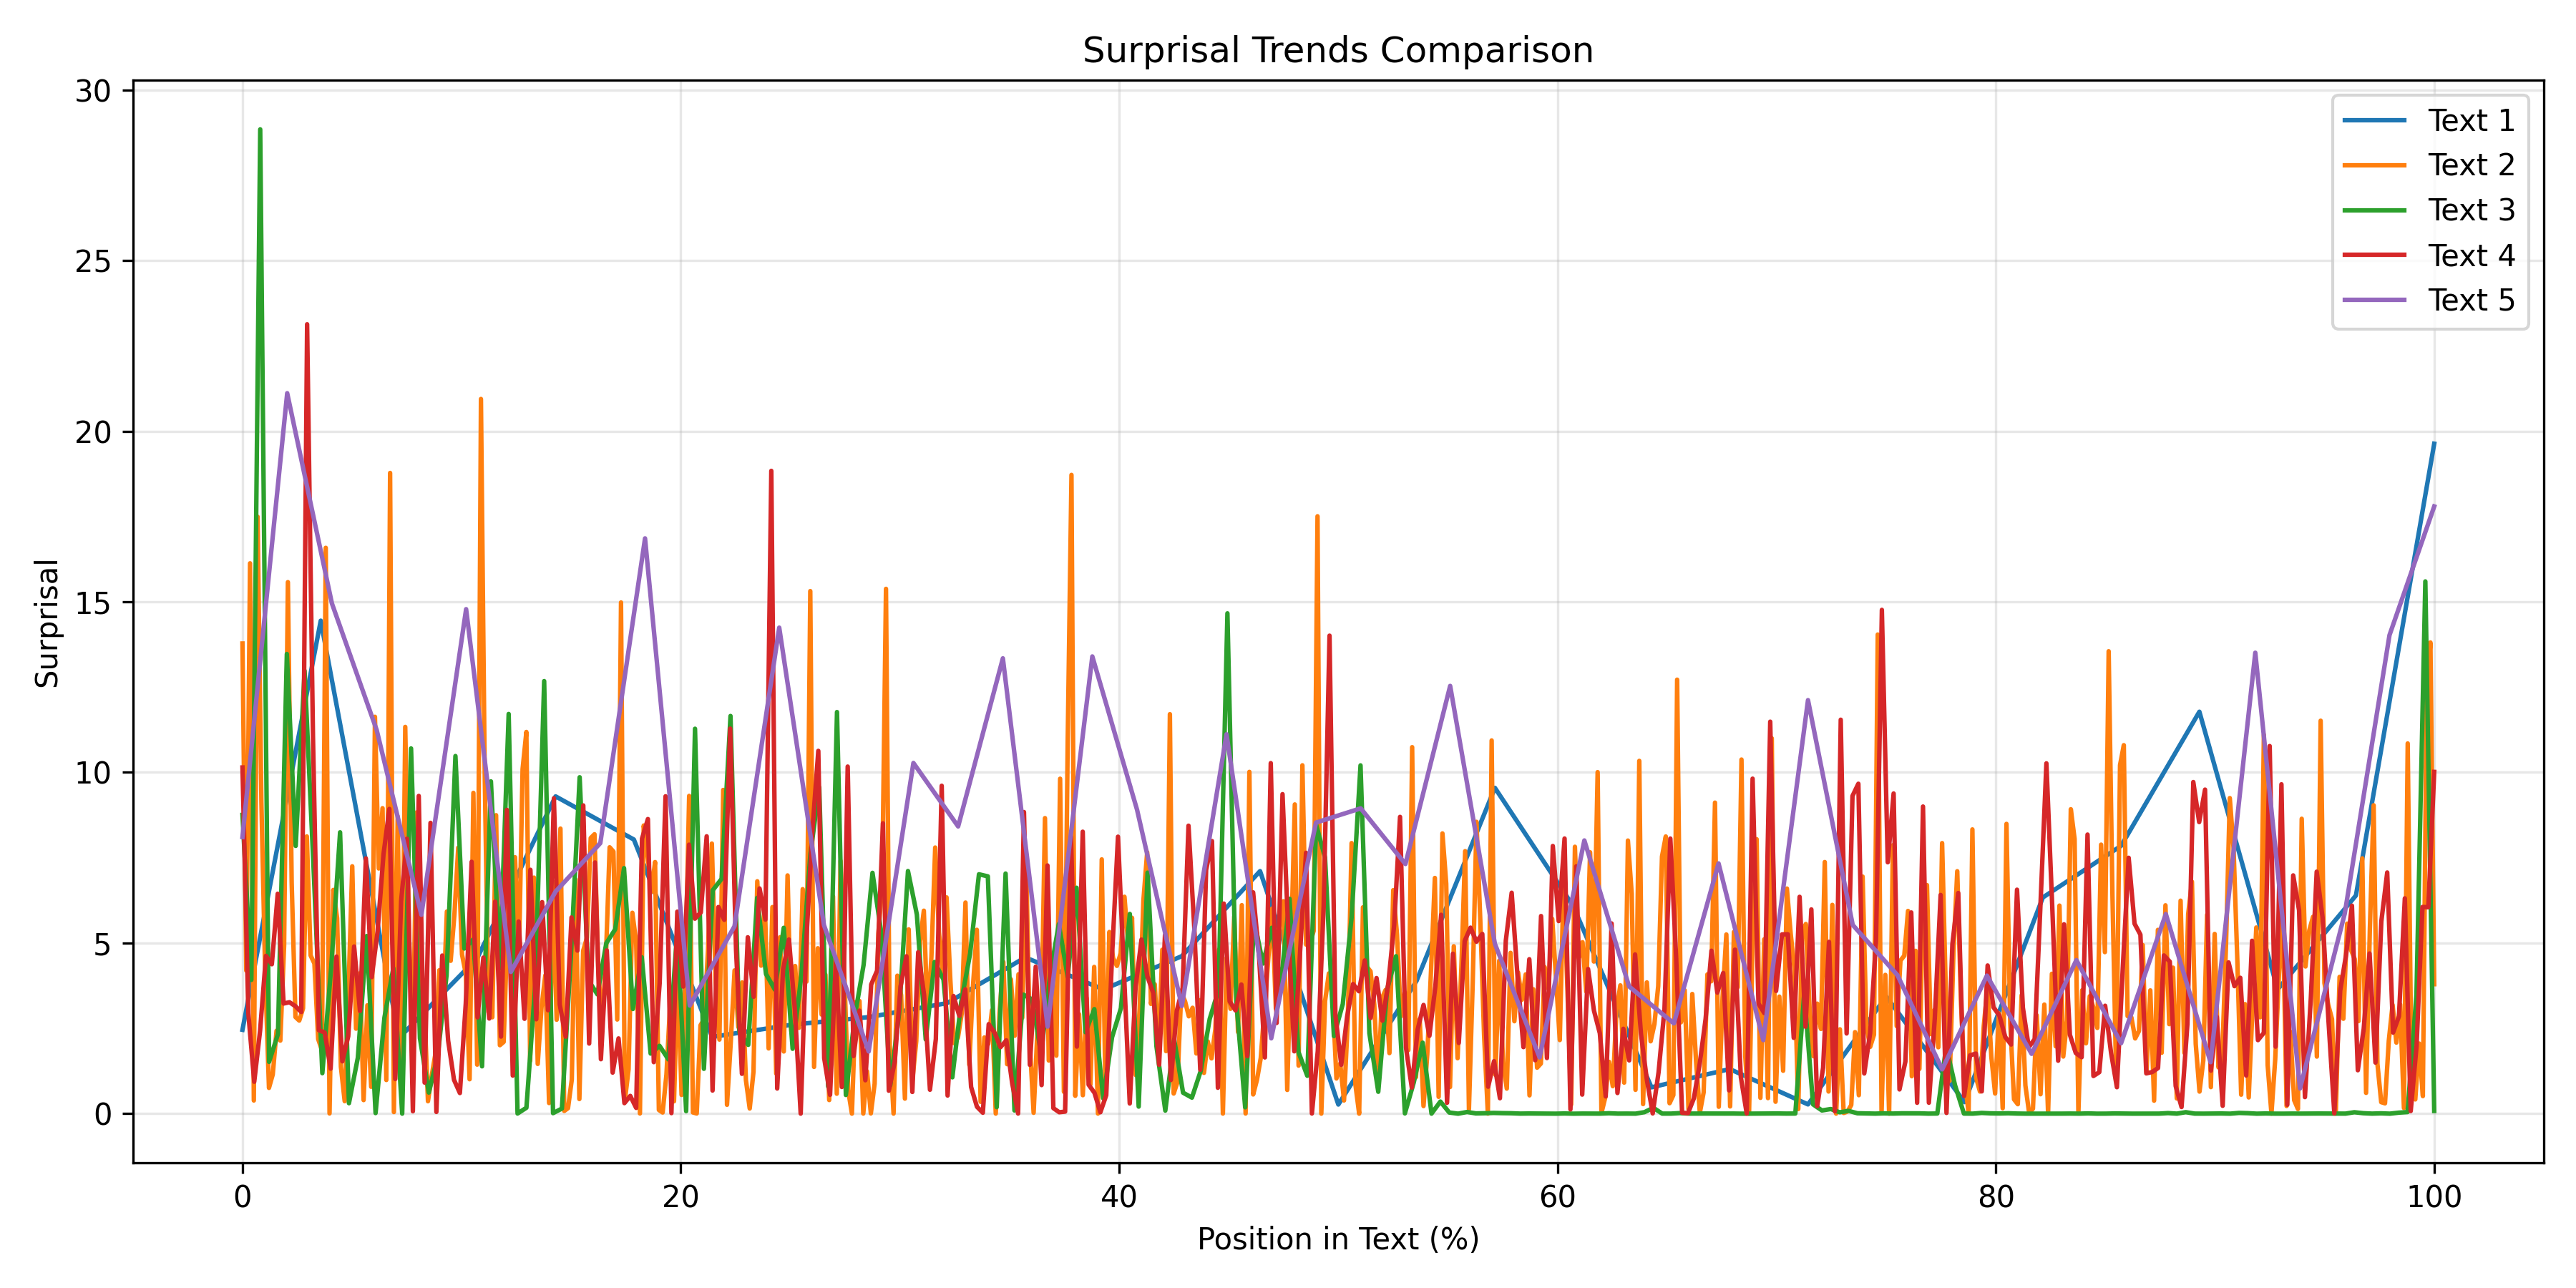 Surprisal Trends Comparison
30
25
20
15
10
5
0
Surprisal
0 20 40 60 80 100
Position in Text (%)
Text 1
Text 2
Text 3
Text 4
Text 5